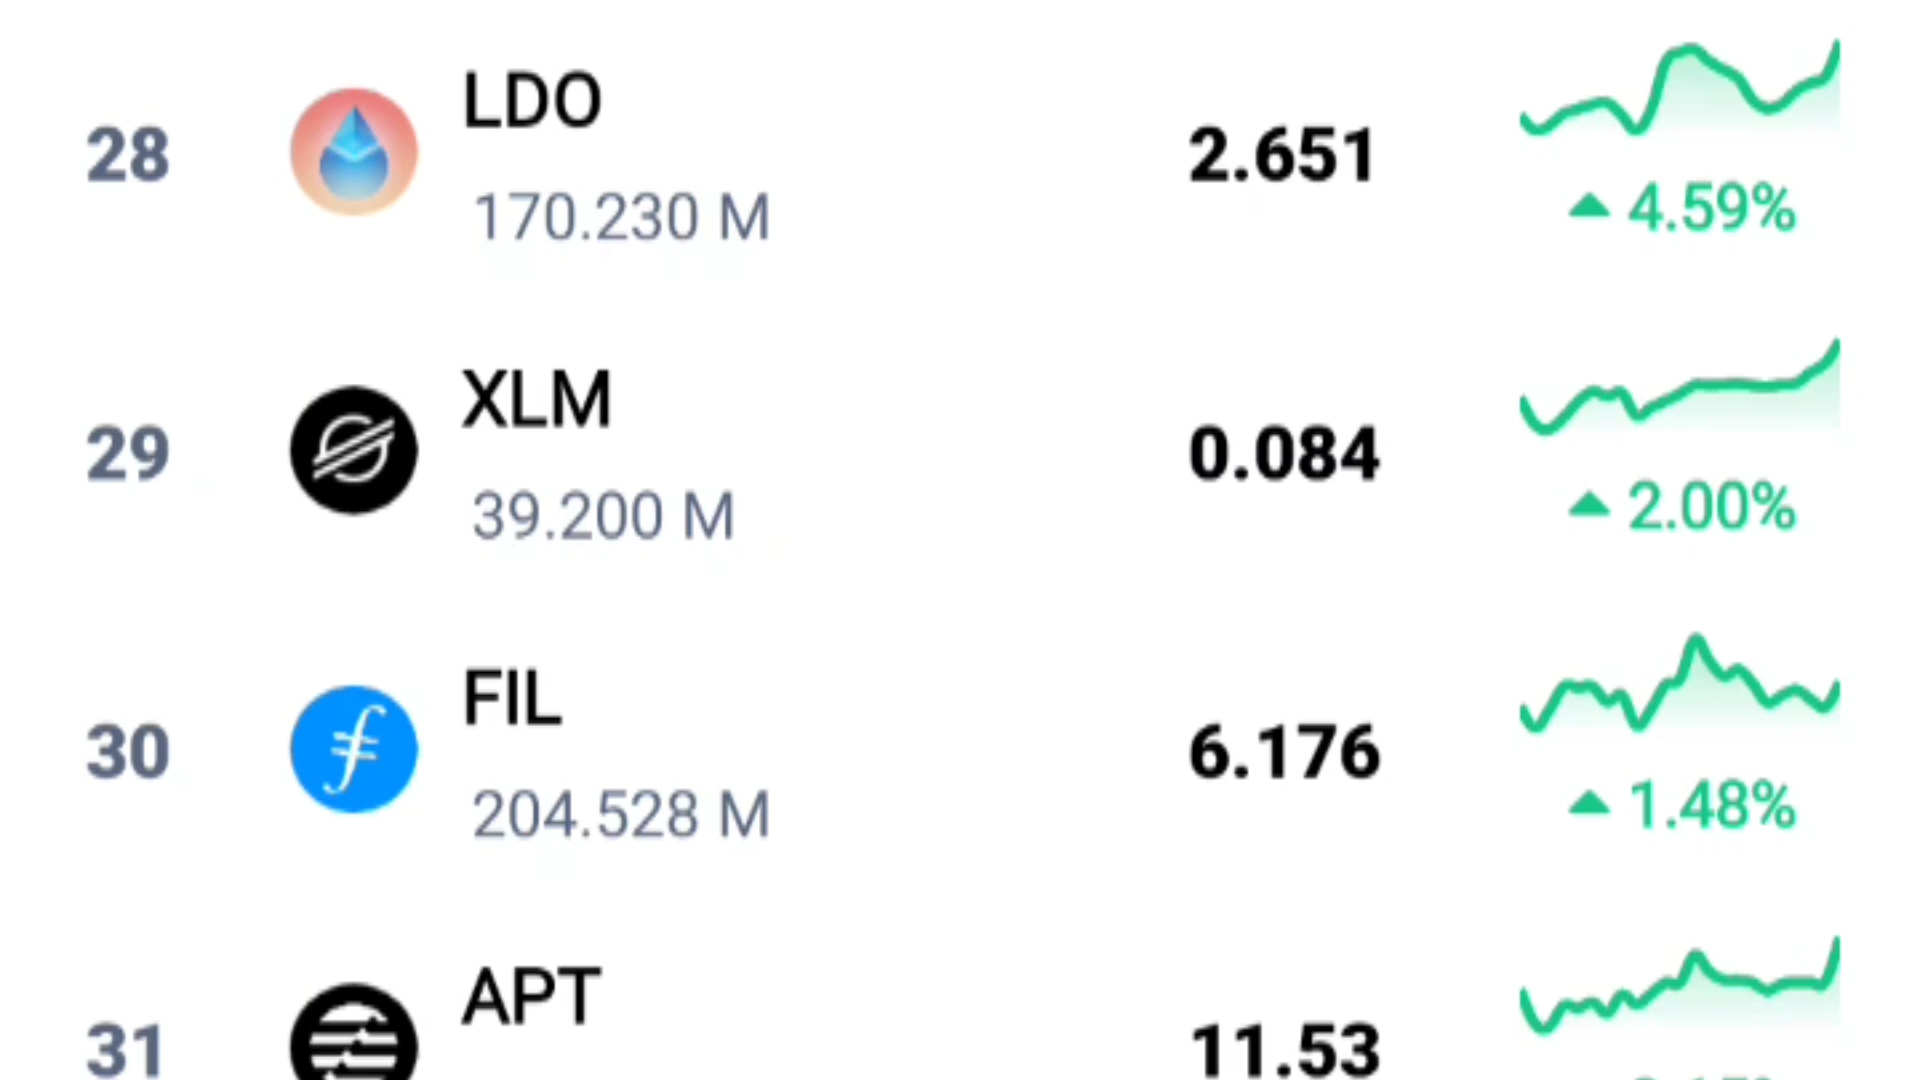 28
LDO
170.230 M
2.651
4.59%
29
XLM
39.200 M
0.084
2.00%
30
FIL
204.528 M
6.176
1.48%
31
APT
11.53